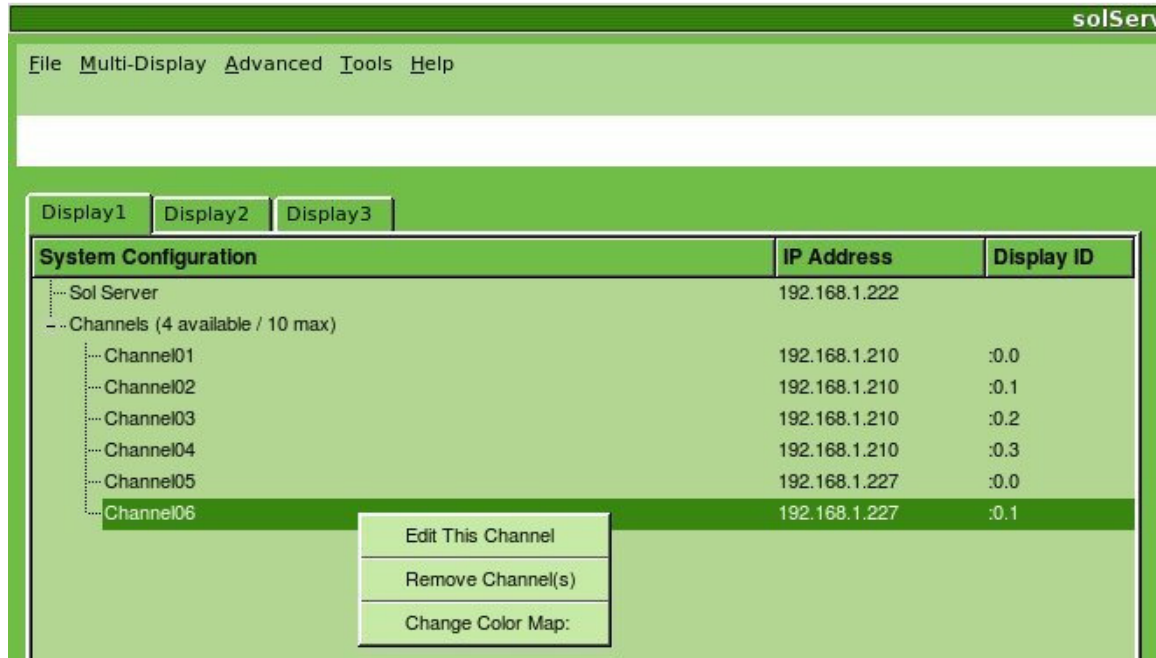 solServ
File Multi-Display Advanced Tools Help
Display1 Display2 Display3
System Configuration IP Address Display ID
Sol Server 192.168.1.222
Channels (4 available / 10 max)
Channel01 192.168.1.210 :0.0
Channel02 192.168.1.210 :0.1
Channel03 192.168.1.210 :0.2
Channel04 192.168.1.210 :0.3
Channel05 192.168.1.227 :0.0
Channel06 192.168.1.227 :0.1
Edit This Channel
Remove Channel(s)
Change Color Map: